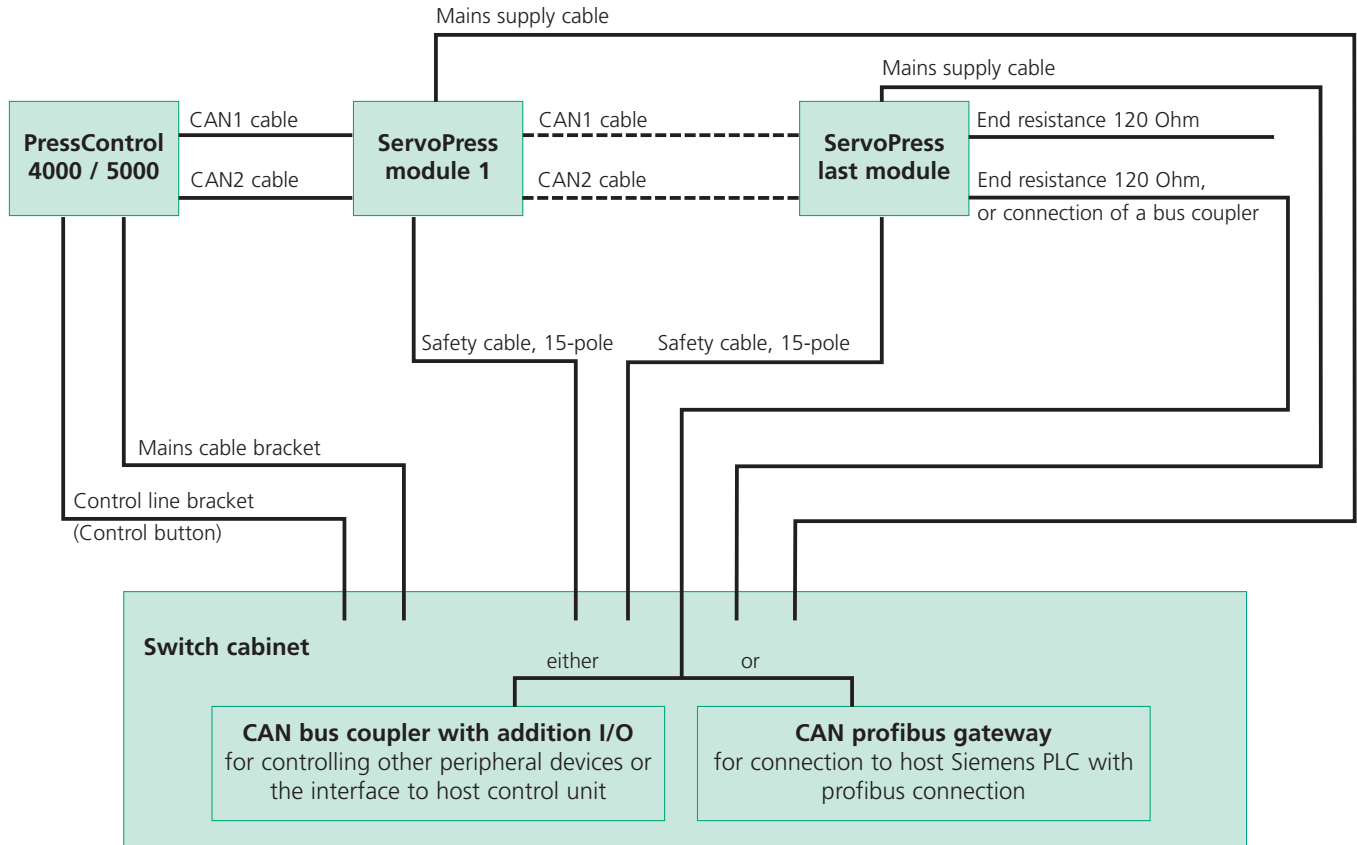 Mains supply cable
Mains supply cable
PressControl
4000 / 5000
CAN1 cable
CAN2 cable
ServoPress
module 1
CAN1 cable
CAN2 cable
ServoPress
last module
End resistance 120 Ohm
End resistance 120 Ohm,
or connection of a bus coupler
Safety cable, 15-pole
Safety cable, 15-pole
Mains cable bracket
Control line bracket
(Control button)
Switch cabinet
either
or
CAN bus coupler with addition I/O
for controlling other peripheral devices or
the interface to host control unit
CAN profibus gateway
for connection to host Siemens PLC with
profibus connection